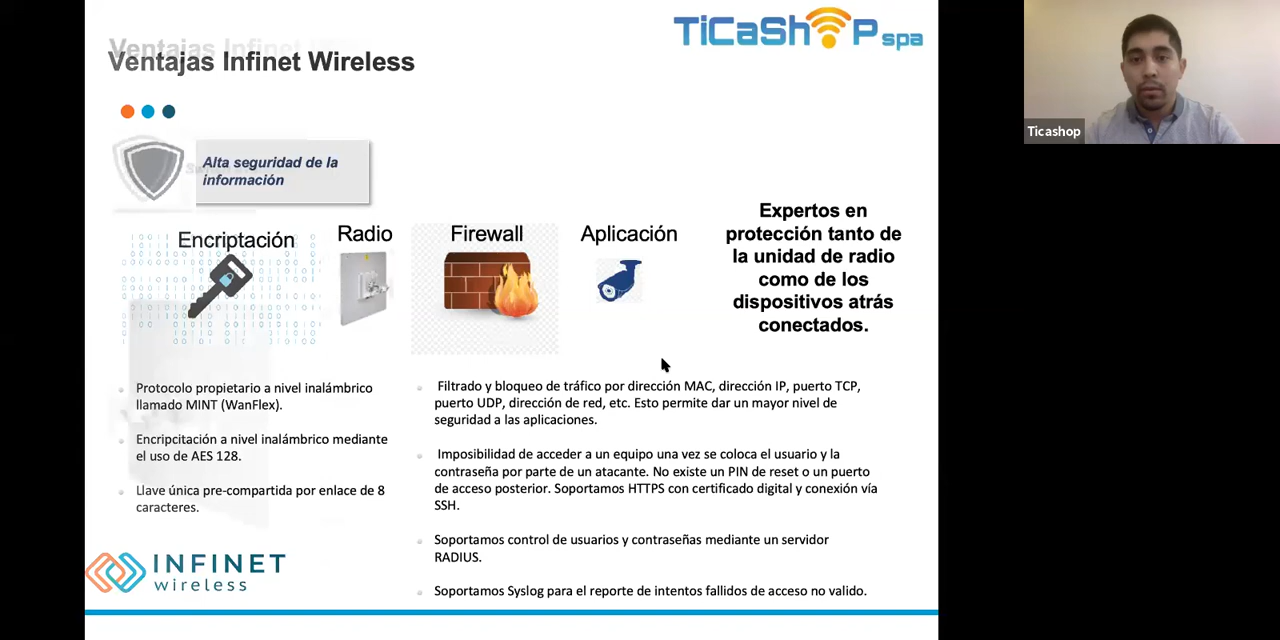 Ventajas Infinet Wireless
TiCaShOP spa
Ticashop
Alta seguridad de la
información
Encriptación
Radio
Firewall
Aplicación
Expertos en
protección tanto de
la unidad de radio
como de los
dispositivos atrás
conectados.
Protocolo propietario a nivel inalámbrico
llamado MINT (WanFlex).
Encripcitación a nivel inalámbrico mediante
el uso de AES 128.
Llave única pre-compartida por enlace de 8
caracteres.
Filtrado y bloqueo de tráfico por dirección MAC, dirección IP, puerto TCP,
puerto UDP, dirección de red, etc. Esto permite dar un mayor nivel de
seguridad a las aplicaciones.
Imposibilidad de acceder a un equipo una vez se coloca el usuario y la
contraseña por parte de un atacante. No existe un PIN de reset o un puerto
de acceso posterior. Soportamos HTTPS con certificado digital y conexión vía
SSH.
Soportamos control de usuarios y contraseñas mediante un servidor
RADIUS.
Soportamos Syslog para el reporte de intentos fallidos de acceso no valido.
INFINET
wireless